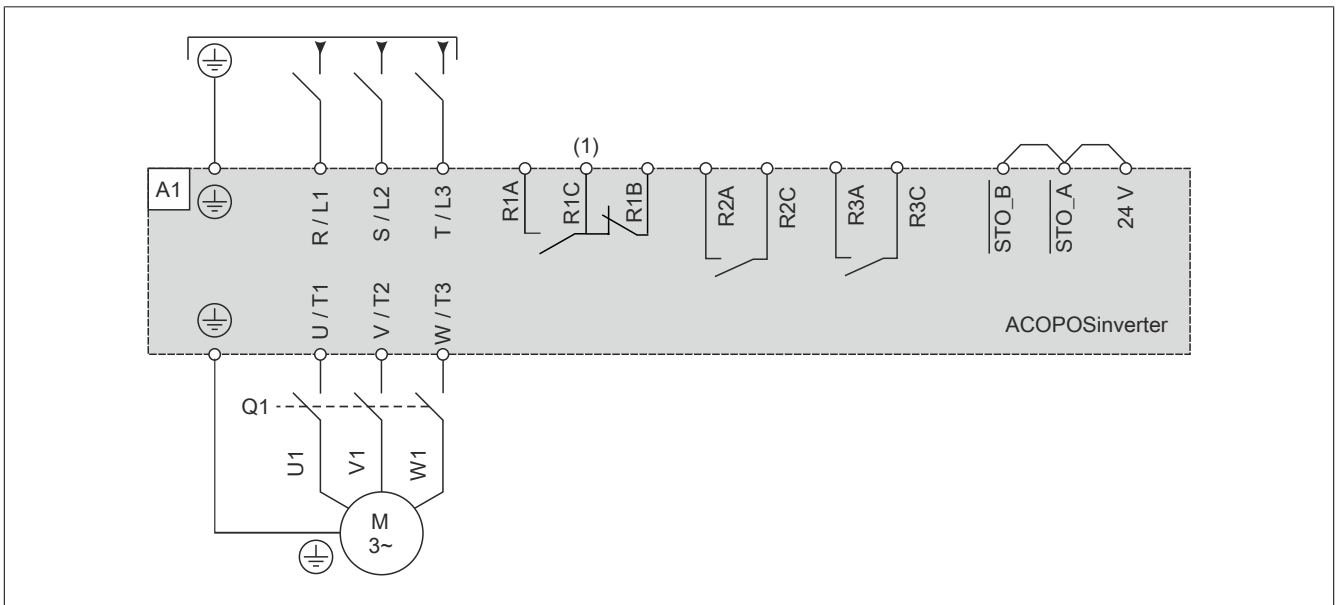 (1)
A1
R / L1
S / L2
T / L3
R1A
R1C
R1B
R2A
R2C
R3A
R3C
STO_B
STO_A
24 V
U / T1
V / T2
W / T3
ACOPOSinverter
Q1
U1
V1
W1
M
3~